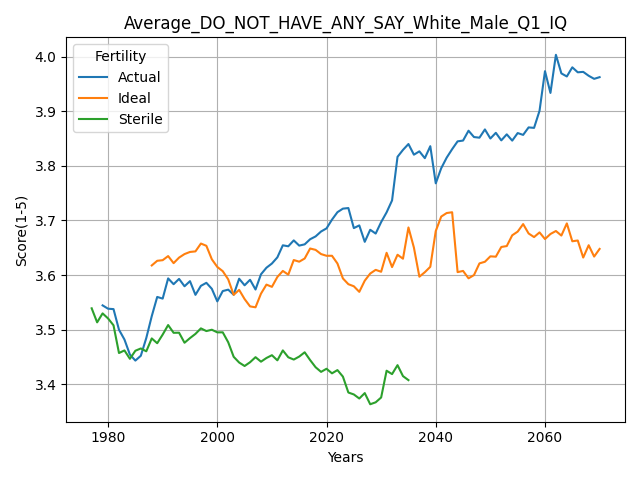 Average_DO_NOT_HAVE_ANY_SAY_White_Male_Q1_IQ
Fertility
Actual
Ideal
Sterile
Score(1-5)
4.0
3.9
3.8
3.7
3.6
3.5
3.4
1980
2000
2020
2040
2060
Years